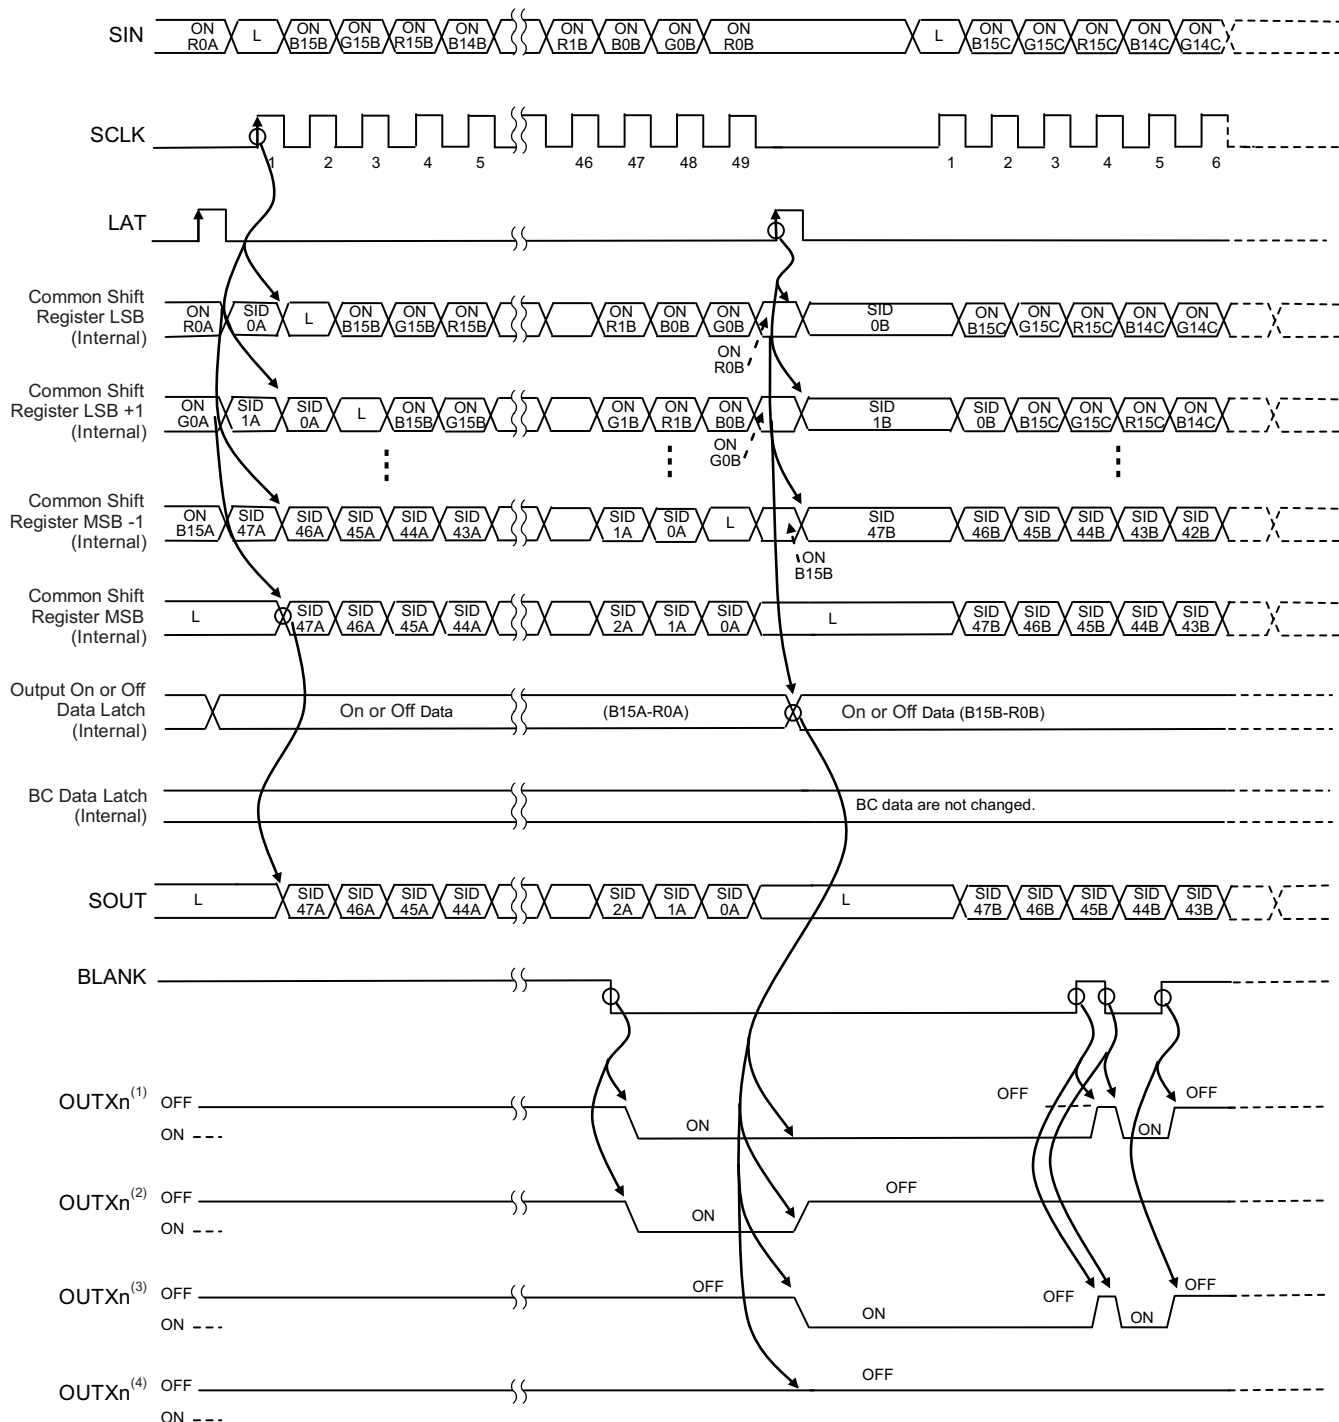 SIN
ON R0A
L
ON B15B
ON G15B
ON R15B
ON B14B
ON R1B
ON B0B
ON G0B
ON R0B
L
ON B15C
ON G15C
ON R15C
ON B14C
ON G14C
SCLK
1 2 3 4 5 46 47 48 49 1 2 3 4 5 6
LAT
Common Shift
Register LSB
(Internal)
ON R0A
SID 0A
L
ON B15B
ON G15B
ON R15B
ON R1B
ON B0B
ON G0B
SID 0B
ON B15C
ON G15C
ON R15C
ON B14C
ON G14C
ON
R0B
Common Shift
Register LSB +1
(Internal)
ON G0A
SID 1A
SID 0A
L
ON B15B
ON G15B
ON G1B
ON R1B
ON B0B
SID 1B
SID 0B
ON B15C
ON G15C
ON R15C
ON B14C
ON
G0B
Common Shift
Register MSB -1
(Internal)
ON B15A
SID 47A
SID 46A
SID 45A
SID 44A
SID 43A
SID 1A
SID 0A
L
SID 47B
SID 46B
SID 45B
SID 44B
SID 43B
SID 42B
ON
B15B
Common Shift
Register MSB
(Internal)
L
SID 47A
SID 46A
SID 45A
SID 44A
SID 2A
SID 1A
SID 0A
L
SID 47B
SID 46B
SID 45B
SID 44B
SID 43B
Output On or Off
Data Latch
(Internal)
On or Off Data
(B15A-R0A)
On or Off Data (B15B-R0B)
BC Data Latch
(Internal)
BC data are not changed.
SOUT
L
SID 47A
SID 46A
SID 45A
SID 44A
SID 2A
SID 1A
SID 0A
L
SID 47B
SID 46B
SID 45B
SID 44B
SID 43B
BLANK
OUTXn(1) OFF
ON
ON
OFF
ON
OFF
OUTXn(2) OFF
ON
ON
OFF
OUTXn(3) OFF
ON
OFF
ON
OFF
ON
OFF
OUTXn(4) OFF
ON
OFF